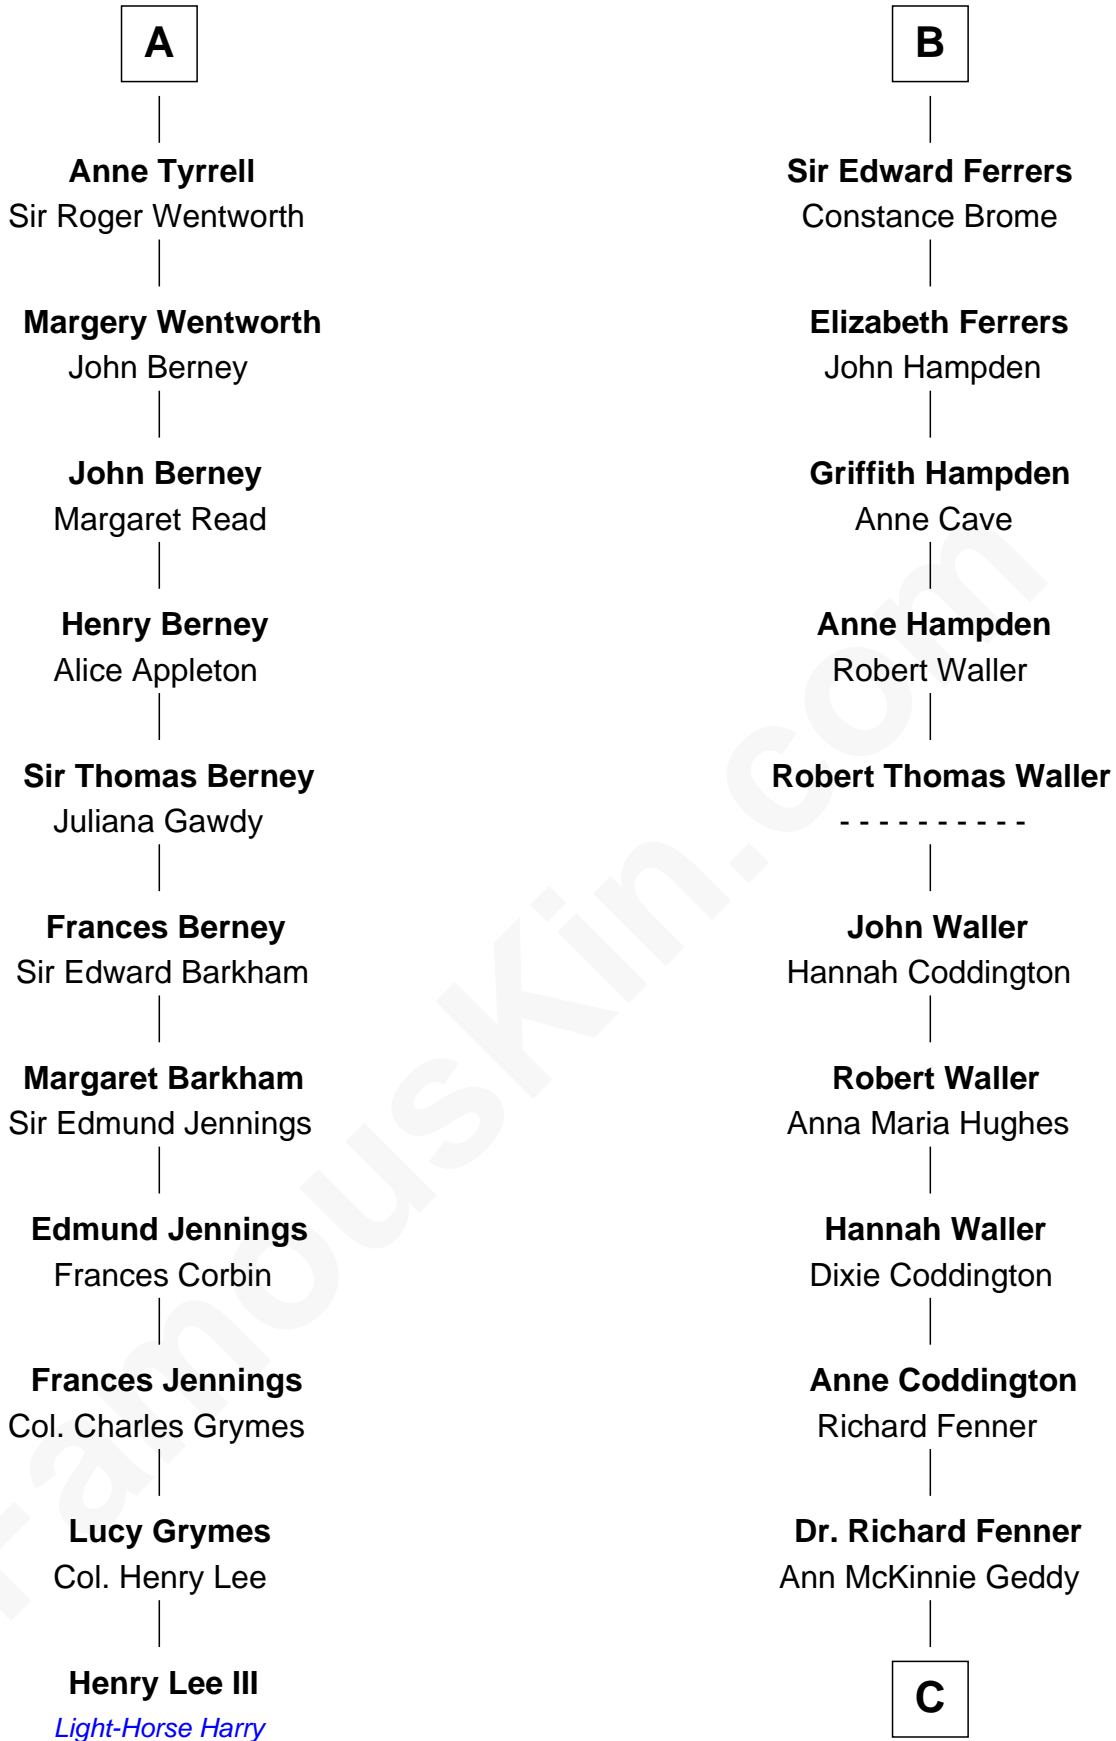 A
Anne Tyrrell
Sir Roger Wentworth
Margery Wentworth
John Berney
John Berney
Margaret Read
Henry Berney
Alice Appleton
Sir Thomas Berney
Juliana Gawdy
Frances Berney
Sir Edward Barkham
Margaret Barkham
Sir Edmund Jennings
Edmund Jennings
Frances Corbin
Frances Jennings
Col. Charles Grymes
Lucy Grymes
Col. Henry Lee
Henry Lee III
Light-Horse Harry
B
Sir Edward Ferrers
Constance Brome
Elizabeth Ferrers
John Hampden
Griffith Hampden
Anne Cave
Anne Hampden
Robert Waller
Robert Thomas Waller
- - - - - - - - - -
John Waller
Hannah Coddington
Robert Waller
Anna Maria Hughes
Hannah Waller
Dixie Coddington
Anne Coddington
Richard Fenner
Dr. Richard Fenner
Ann McKinnie Geddy
C
FamousKin.com